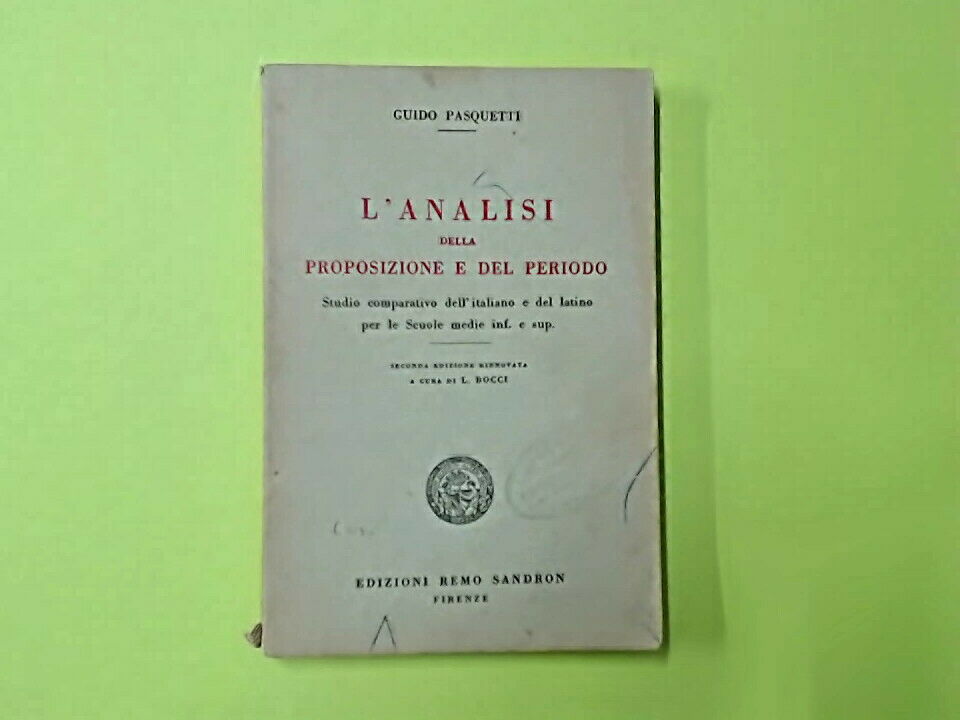 GUIDO PASQUETTI
L'ANALISI
DELLA
PROPOSIZIONE E DEL PERIODO
Studio comparativo dell'italiano e del latino
per le Scuole medie inf. e sup.
SECONDA EDIZIONE RINNOVATA
A CURA DI L. BOCCI
EDIZIONI REMO SANDRON
FIRENZE